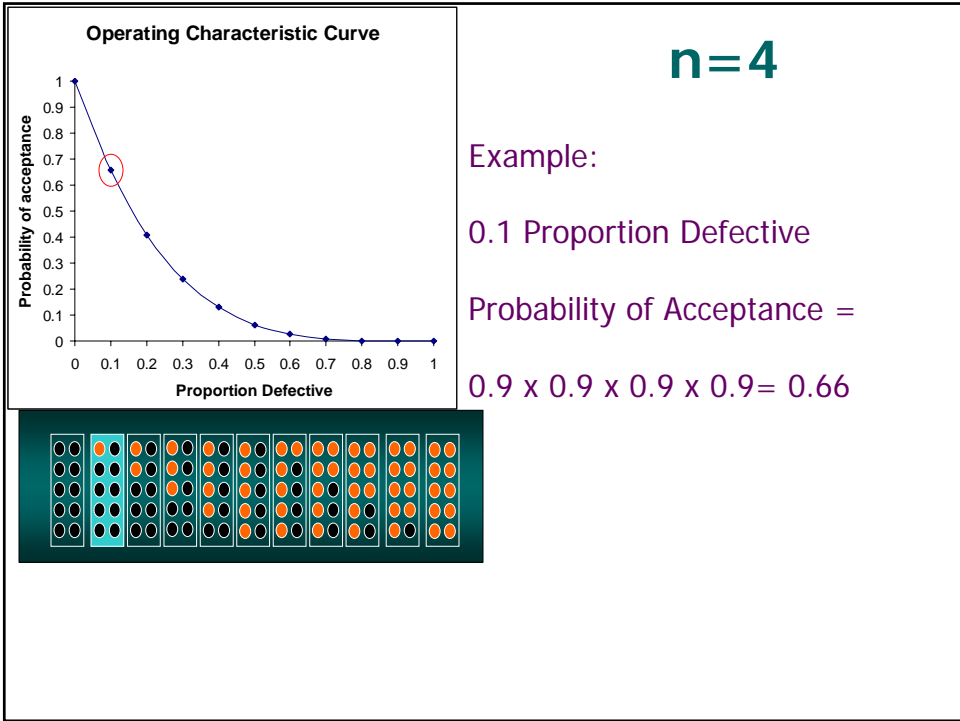 Operating Characteristic Curve
Probability of acceptance
1
0.9
0.8
0.7
0.6
0.5
0.4
0.3
0.2
0.1
0
0 0.1 0.2 0.3 0.4 0.5 0.6 0.7 0.8 0.9 1
Proportion Defective
n=4
Example:
0.1 Proportion Defective
Probability of Acceptance =
0.9 x 0.9 x 0.9 x 0.9= 0.66